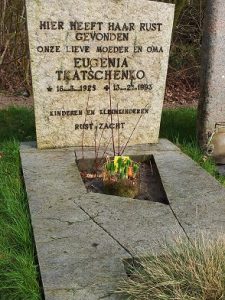 HIER HEEFT HAAR RUST
GEVONDEN
ONZE LIEVE MOEDER EN OMA
EUGENIA
TKATSCHENKO
KINDEREN EN KLEINKINDEREN
RUST ZACHT